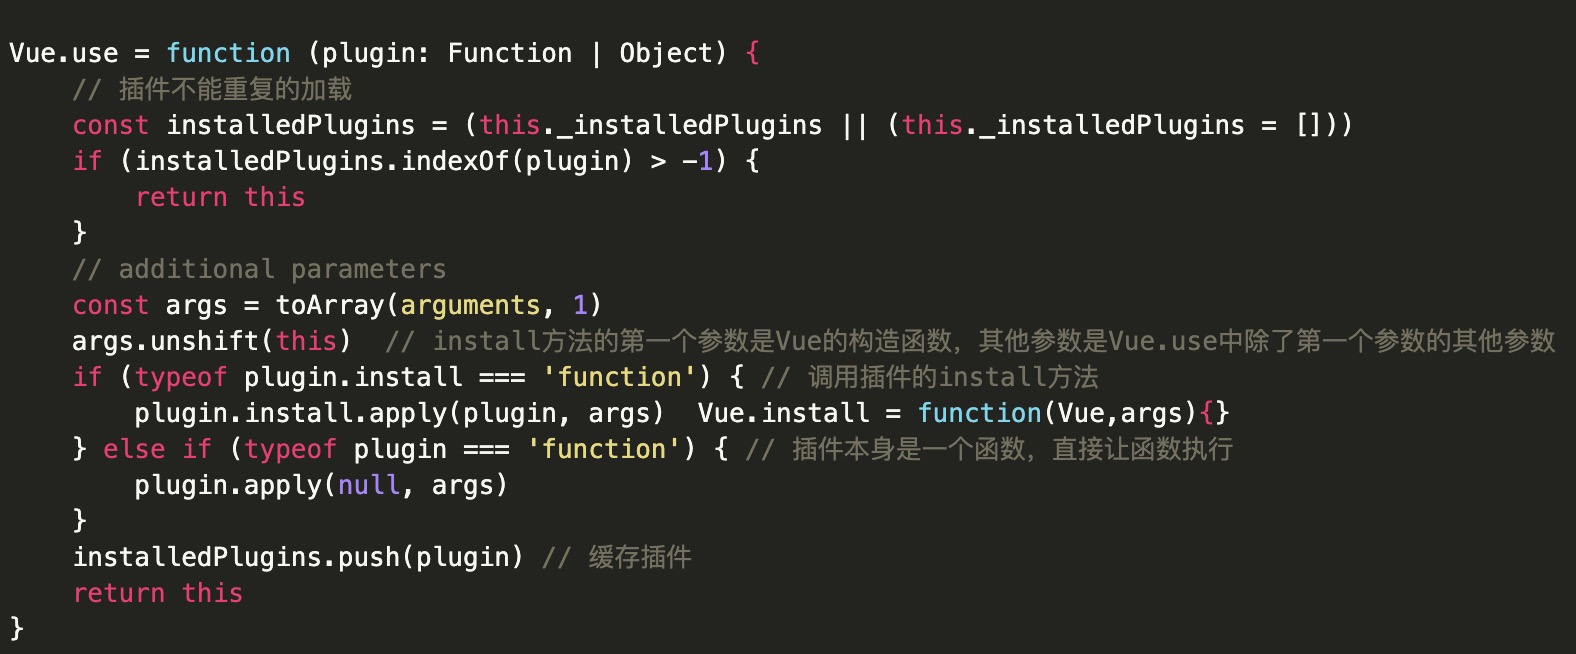 Vue.use = function (plugin: Function | Object) {
    // 插件不能重复的加载
    const installedPlugins = (this._installedPlugins || (this._installedPlugins = []))
    if (installedPlugins.indexOf(plugin) > -1) {
        return this
    }
    // additional parameters
    const args = toArray(arguments, 1)
    args.unshift(this)  // install方法的第一个参数是Vue的构造函数，其他参数是Vue.use中除了第一个参数的其他参数
    if (typeof plugin.install === 'function') { // 调用插件的install方法
        plugin.install.apply(plugin, args)  Vue.install = function(Vue,args){}
    } else if (typeof plugin === 'function') { // 插件本身是一个函数，直接让函数执行
        plugin.apply(null, args)
    }
    installedPlugins.push(plugin) // 缓存插件
    return this
}